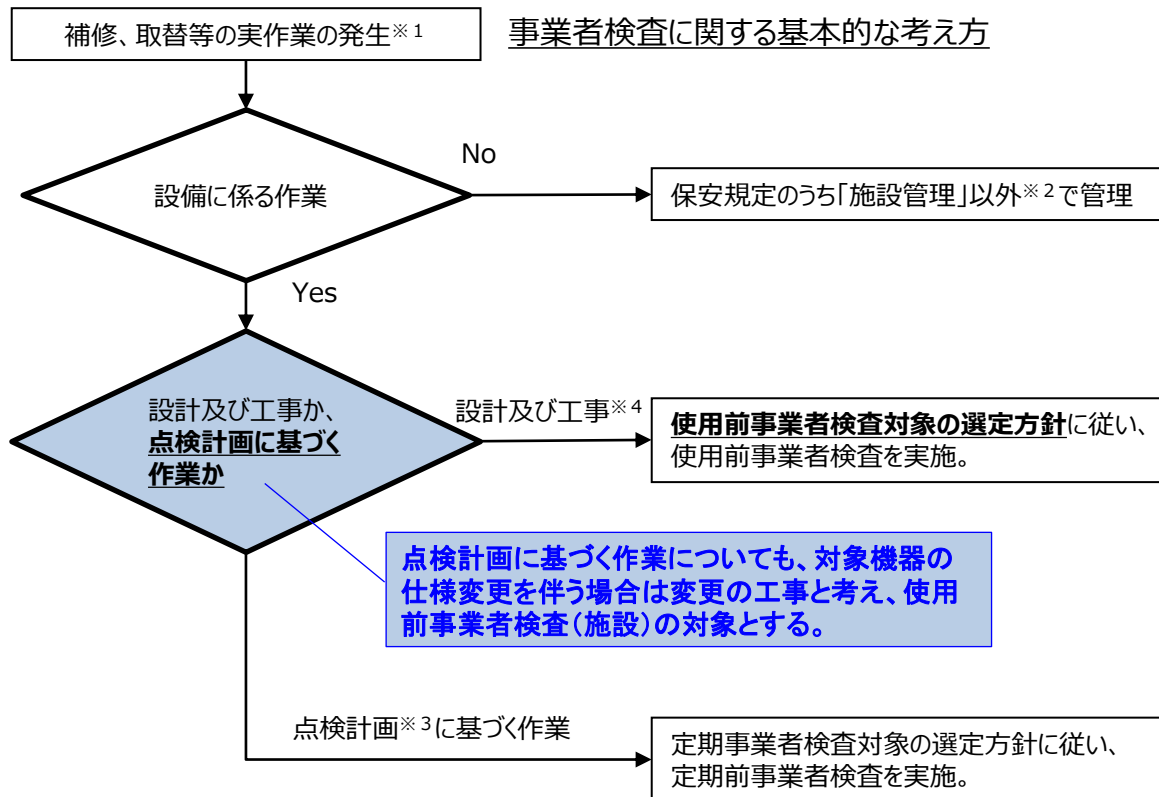 補修、取替等の実作業の発生※1
事業者検査に関する基本的な考え方
設備に係る作業
No
保安規定のうち「施設管理」以外※2で管理
Yes
設計及び工事か、
点検計画に基づく
作業か
設計及び工事※4
使用前事業者検査対象の選定方針に従い、
使用前事業者検査を実施。
点検計画に基づく作業についても、対象機器の
仕様変更を伴う場合は変更の工事と考え、使用
前事業者検査(施設)の対象とする。
点検計画※3に基づく作業
定期事業者検査対象の選定方針に従い、
定期前事業者検査を実施。